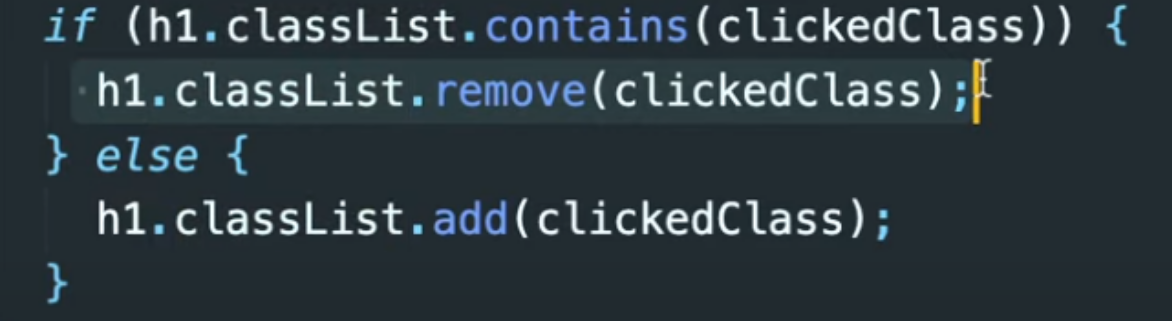 if (h1.classList.contains(clickedClass)) {
  h1.classList.remove(clickedClass);
} else {
  h1.classList.add(clickedClass);
}